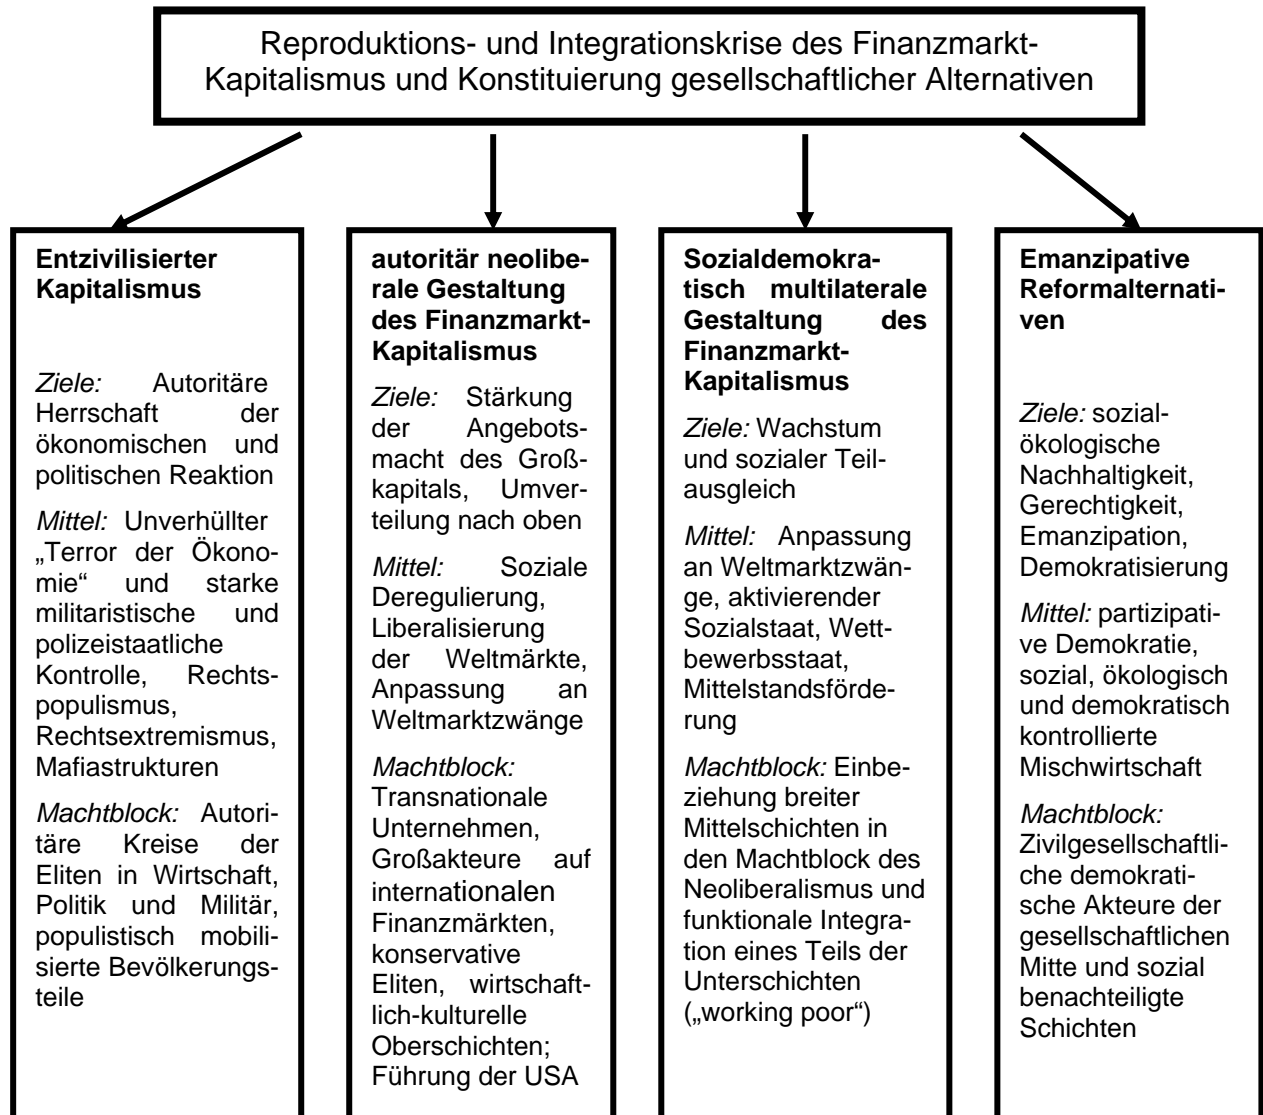 Reproduktions- und Integrationskrise des Finanzmarkt-
Kapitalismus und Konstituierung gesellschaftlicher Alternativen
Entzivilisierter
Kapitalismus
Ziele: Autoritäre
Herrschaft der
ökonomischen und
politischen Reaktion
Mittel: Unverhüllter
„Terror der Ökono-
mie“ und starke
militaristische und
polizeistaatliche
Kontrolle, Rechts-
populismus,
Rechtsextremismus,
Mafiastrukturen
Machtblock: Autori-
täre Kreise der
Eliten in Wirtschaft,
Politik und Militär,
populistisch mobili-
sierte Bevölkerungs-
teile
autoritär neolibe-
rale Gestaltung
des Finanzmarkt-
Kapitalismus
Ziele: Stärkung
der Angebots-
macht des Groß-
kapitals, Umver-
teilung nach oben
Mittel: Soziale
Deregulierung,
Liberalisierung
der Weltmärkte,
Anpassung an
Weltmarktzwänge
Machtblock:
Transnationale
Unternehmen,
Großakteure auf
internationalen
Finanzmärkten,
konservative
Eliten, wirtschaft-
lich-kulturelle
Oberschichten;
Führung der USA
Sozialdemokra-
tisch multilaterale
Gestaltung des
Finanzmarkt-
Kapitalismus
Ziele: Wachstum
und sozialer Teil-
ausgleich
Mittel: Anpassung
an Weltmarktzwän-
ge, aktivierender
Sozialstaat, Wett-
bewerbsstaat,
Mittelstandsförde-
rung
Machtblock: Einbe-
ziehung breiter
Mittelschichten in
den Machtblock des
Neoliberalismus und
funktionale Integra-
tion eines Teils der
Unterschichten
(„working poor“)
Emanzipative
Reformalternati-
ven
Ziele: sozial-
ökologische
Nachhaltigkeit,
Gerechtigkeit,
Emanzipation,
Demokratisierung
Mittel: partizipati-
ve Demokratie,
sozial, ökologisch
und demokratisch
kontrollierte
Mischwirtschaft
Machtblock:
Zivilgesellschaftli-
che demokrati-
sche Akteure der
gesellschaftlichen
Mitte und sozial
benachteiligte
Schichten